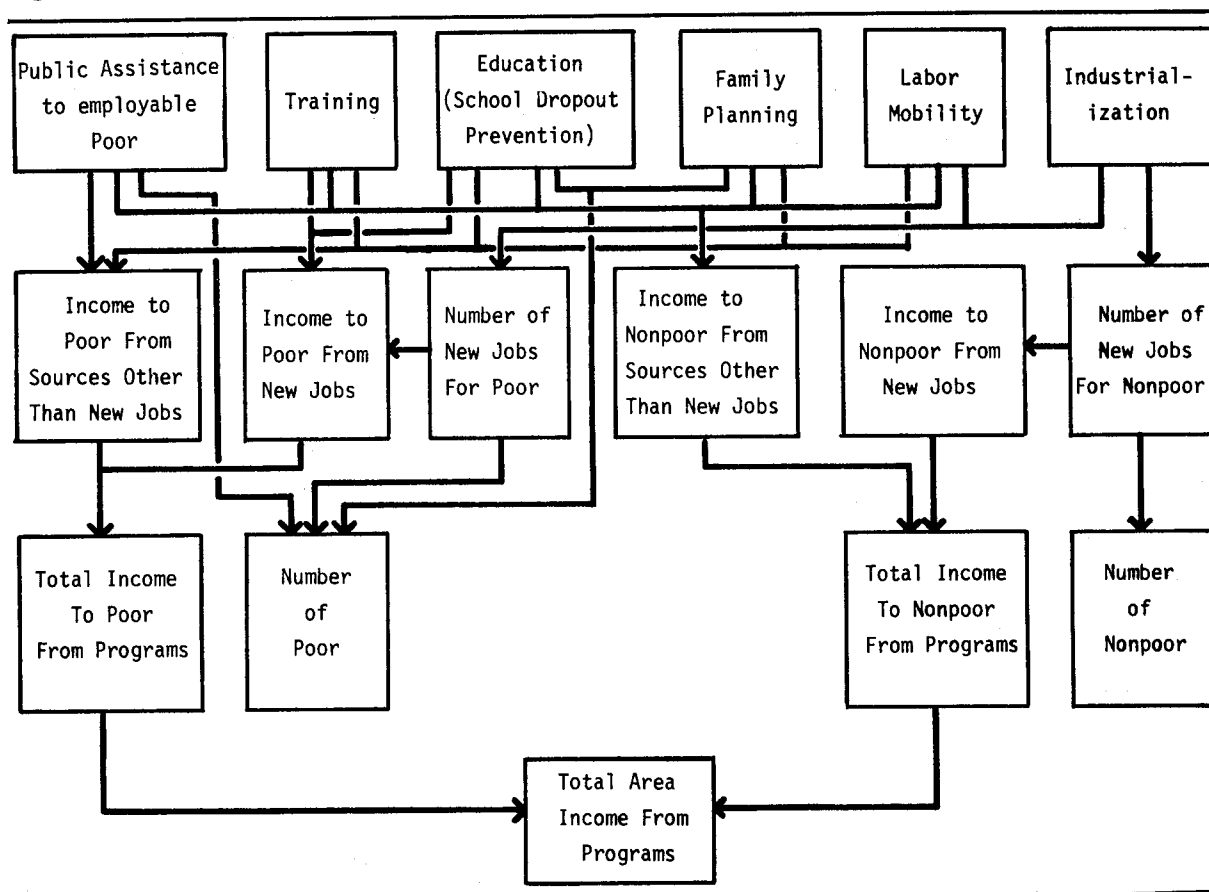 Public Assistance
to employable
Poor
Training
Education
(School Dropout
Prevention)
Family
Planning
Labor
Mobility
Industrial-
ization
Income to
Poor From
Sources Other
Than New Jobs
Income to
Poor From
New Jobs
Number of
New Jobs
For Poor
Income to
Nonpoor From
Sources Other
Than New Jobs
Income to
Nonpoor From
New Jobs
Number of
New Jobs
For Nonpoor
Total Income
To Poor
From Programs
Number
of
Poor
Total Income
To Nonpoor
From Programs
Number
of
Nonpoor
Total Area
Income From
Programs